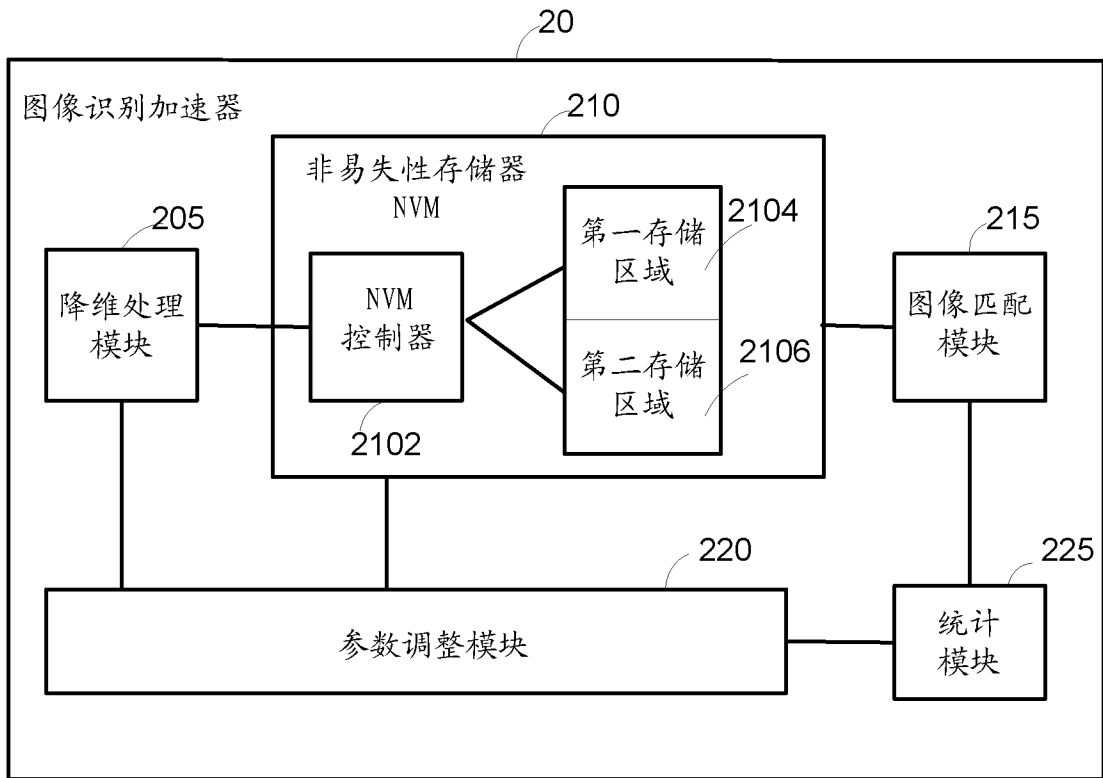 20
图像识别加速器
210
非易失性存储器
NVM
205
2104
215
第一存储
区域
降维处理
模块
NVM
控制器
图像匹配
模块
第二存储
区域
2106
2102
220
225
参数调整模块
统计
模块